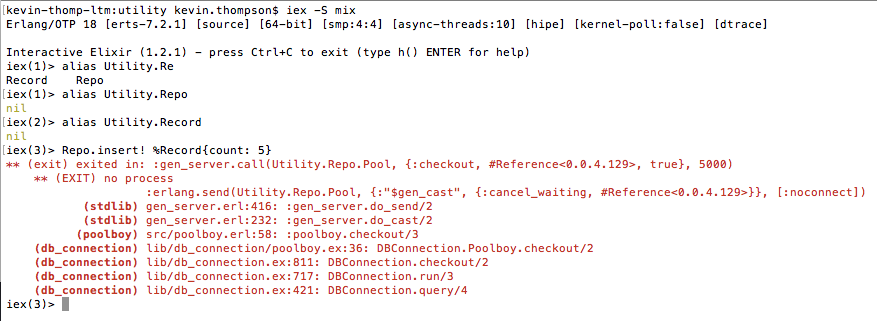 [kevin-thomp-ltm:utility kevin.thompson$ iex -S mix
Erlang/OTP 18 [erts-7.2.1] [source] [64-bit] [smp:4:4] [async-threads:10] [hipe] [kernel-poll:false] [dtrace]
Interactive Elixir (1.2.1) - press Ctrl+C to exit (type h() ENTER for help)
iex(1)> alias Utility.Re
Record    Repo
[iex(1)> alias Utility.Repo
nil
[iex(2)> alias Utility.Record
nil
[iex(3)> Repo.insert! %Record{count: 5}
** (exit) exited in: :gen_server.call(Utility.Repo.Pool, {:checkout, #Reference<0.0.4.129>, true}, 5000)
    ** (EXIT) no process
                    :erlang.send(Utility.Repo.Pool, {:"$gen_cast", {:cancel_waiting, #Reference<0.0.4.129>}}, [:noconnect])
           (stdlib) gen_server.erl:416: :gen_server.do_send/2
           (stdlib) gen_server.erl:232: :gen_server.do_cast/2
          (poolboy) src/poolboy.erl:58: :poolboy.checkout/3
    (db_connection) lib/db_connection/poolboy.ex:36: DBConnection.Poolboy.checkout/2
    (db_connection) lib/db_connection.ex:811: DBConnection.checkout/2
    (db_connection) lib/db_connection.ex:717: DBConnection.run/3
    (db_connection) lib/db_connection.ex:421: DBConnection.query/4
iex(3)>